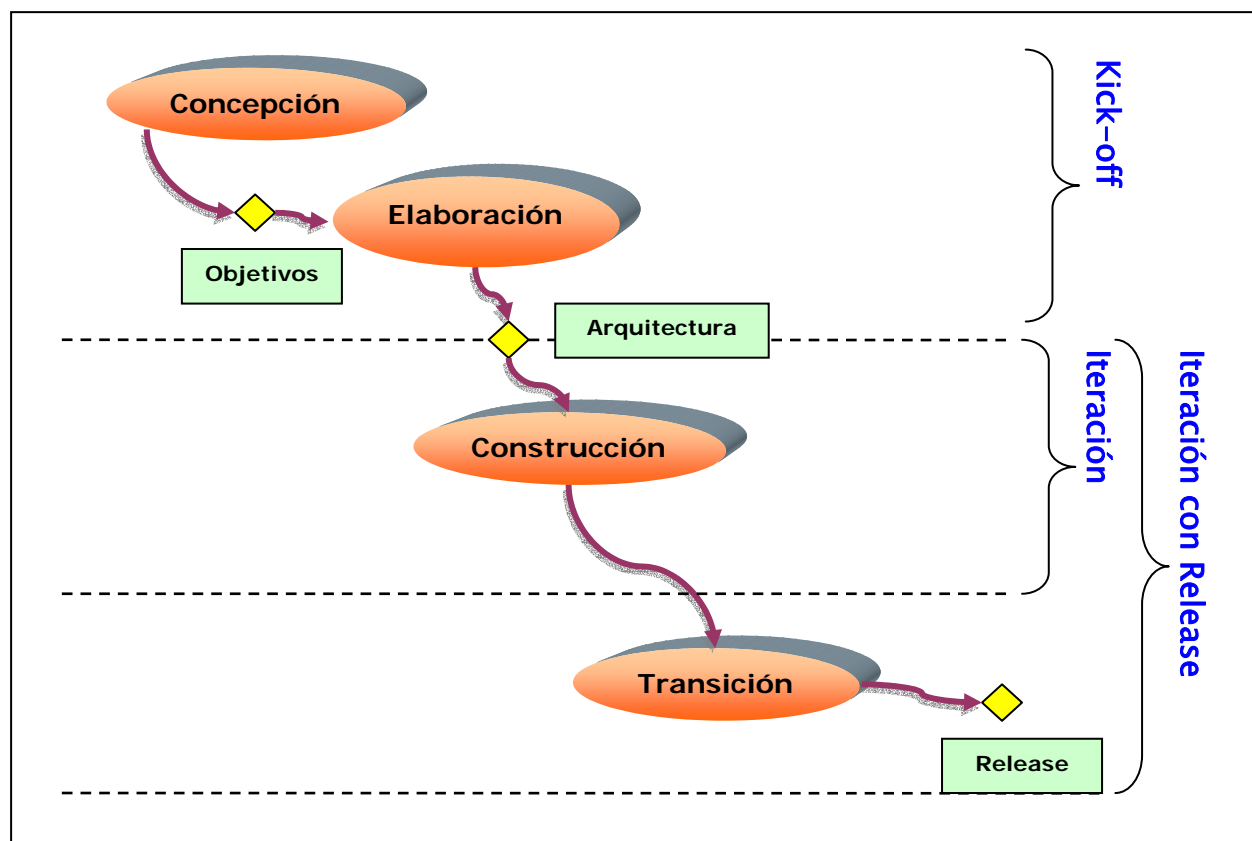 Concepción
Kick-off
Elaboración
Objetivos
Arquitectura
Iteración
Iteración con Release
Construcción
Transición
Release